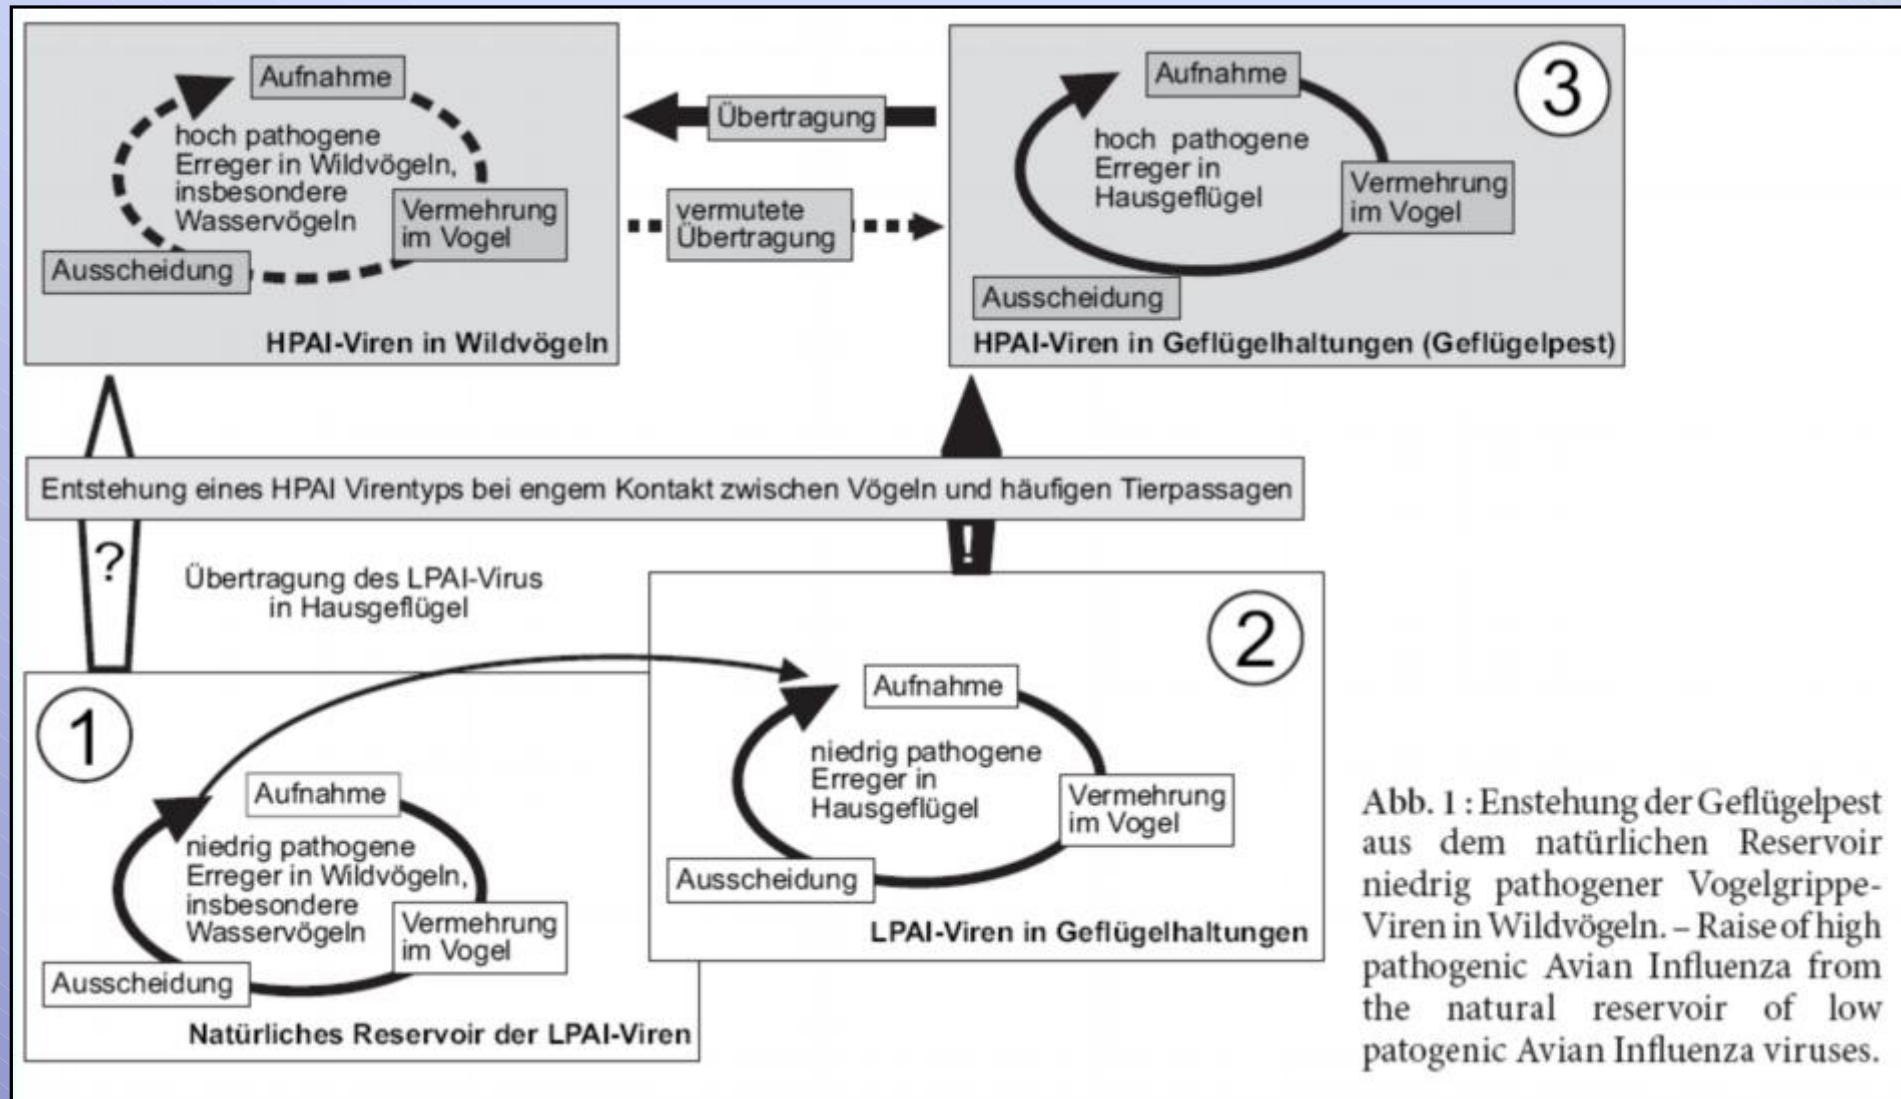 Aufnahme
hoch pathogene
Erreger in Wildvögeln,
insbesondere
Wasservögeln
Vermehrung
im Vogel
Ausscheidung
HPAI-Viren in Wildvögeln
Übertragung
vermutete
Übertragung
3
Aufnahme
hoch pathogene
Erreger in
Hausgeflügel
Vermehrung
im Vogel
Ausscheidung
HPAI-Viren in Geflügelhaltungen (Geflügelpest)
Entstehung eines HPAI Virentyps bei engem Kontakt zwischen Vögeln und häufigen Tierpassagen
?
!
Übertragung des LPAI-Virus
in Hausgeflügel
1
Aufnahme
niedrig pathogene
Erreger in Wildvögeln,
insbesondere
Wasservögeln
Vermehrung
im Vogel
Ausscheidung
Natürliches Reservoir der LPAI-Viren
2
Aufnahme
niedrig pathogene
Erreger in
Hausgeflügel
Vermehrung
im Vogel
Ausscheidung
LPAI-Viren in Geflügelhaltungen
Abb. 1 : Enstehung der Geflügelpest
aus dem natürlichen Reservoir
niedrig pathogener Vogelgrippe-
Viren in Wildvögeln. – Raise of high
pathogenic Avian Influenza from
the natural reservoir of low
patogenic Avian Influenza viruses.